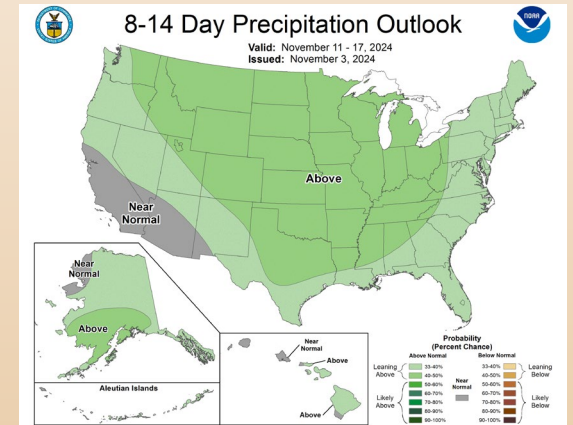 8-14 Day Precipitation Outlook
NOAA
Valid: November 11 - 17, 2024
Issued: November 3, 2024
Above
Near
Normal
Near
Normal
Above
Aleutian Islands
Near
Normal
Above
Above
Probability
(Percent Chance)
Above Normal Below Normal
Leaning Above
33-40%
40-50%
Likely Above
50-60%
60-70%
70-80%
80-90%
90-100%
Near Normal
33-40%
40-50%
Leaning Below
50-60%
60-70%
70-80%
80-90%
90-100%
Likely Below